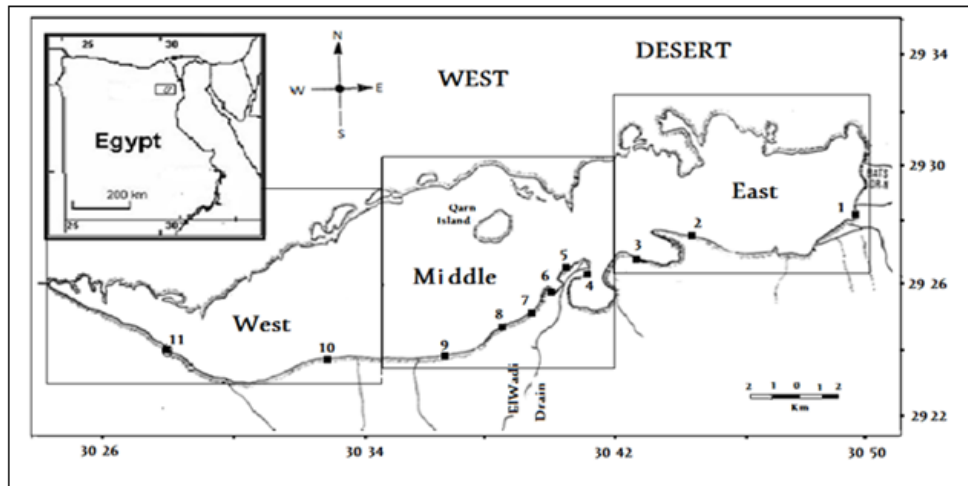 25
30
Egypt
200 km
25
30
N
W
E
S
WEST
DESERT
29 34
29 30
29 26
29 22
East
1
2
3
Qarn
Island
Middle
5
4
6
7
8
9
West
11
10
ElWadi
Drain
2 1 0 1 2
Km
30 26
30 34
30 42
30 50